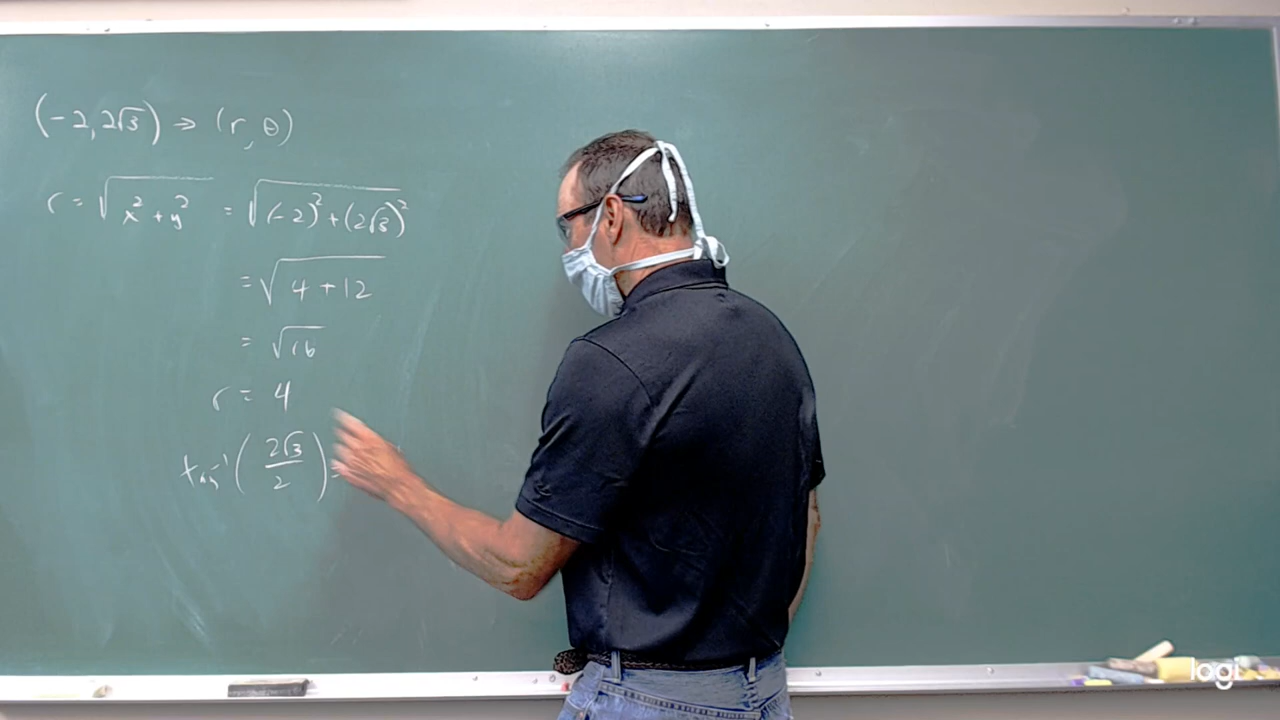 (-2, 2√3) ⇒ (r, θ)
r = √(x² + y²) = √((-2)² + (2√3)²)
= √(4 + 12)
= √16
r = 4
tan⁻¹(2√3/2) =
logi